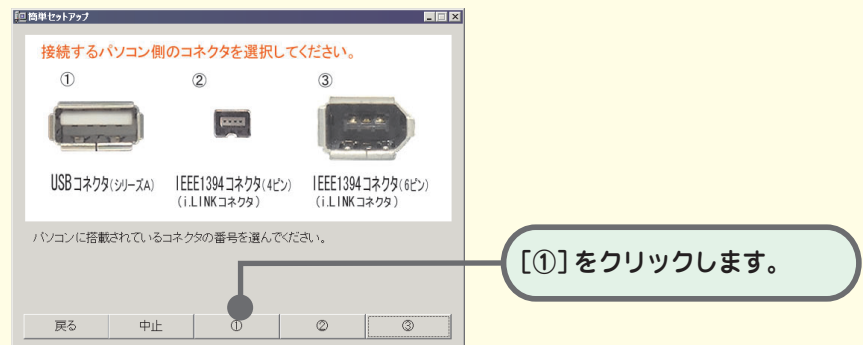 簡単セットアップ
接続するパソコン側のコネクタを選択してください。
① ② ③
USBコネクタ(シリーズA) IEEE1394コネクタ(4ピン) IEEE1394コネクタ(6ピン)
(i.LINKコネクタ) (i.LINKコネクタ)
パソコンに搭載されているコネクタの番号を選んでください。
[①]をクリックします。
戻る 中止 ① ② ③